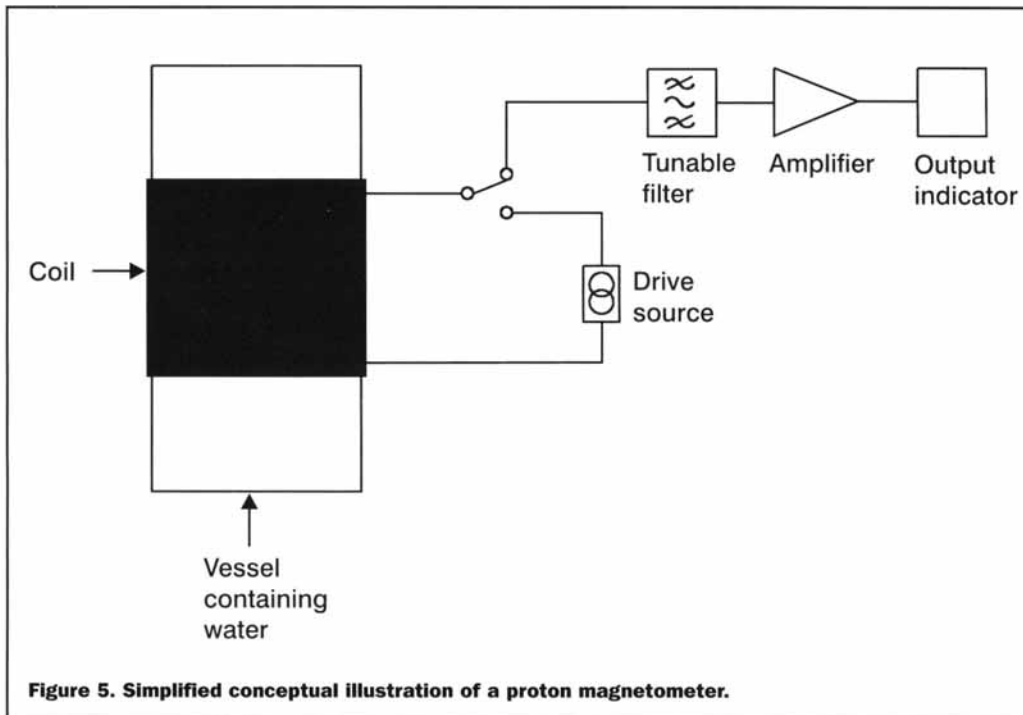 Tunable
filter
Amplifier
Output
indicator
Coil
Drive
source
Vessel
containing
water
Figure 5. Simplified conceptual illustration of a proton magnetometer.